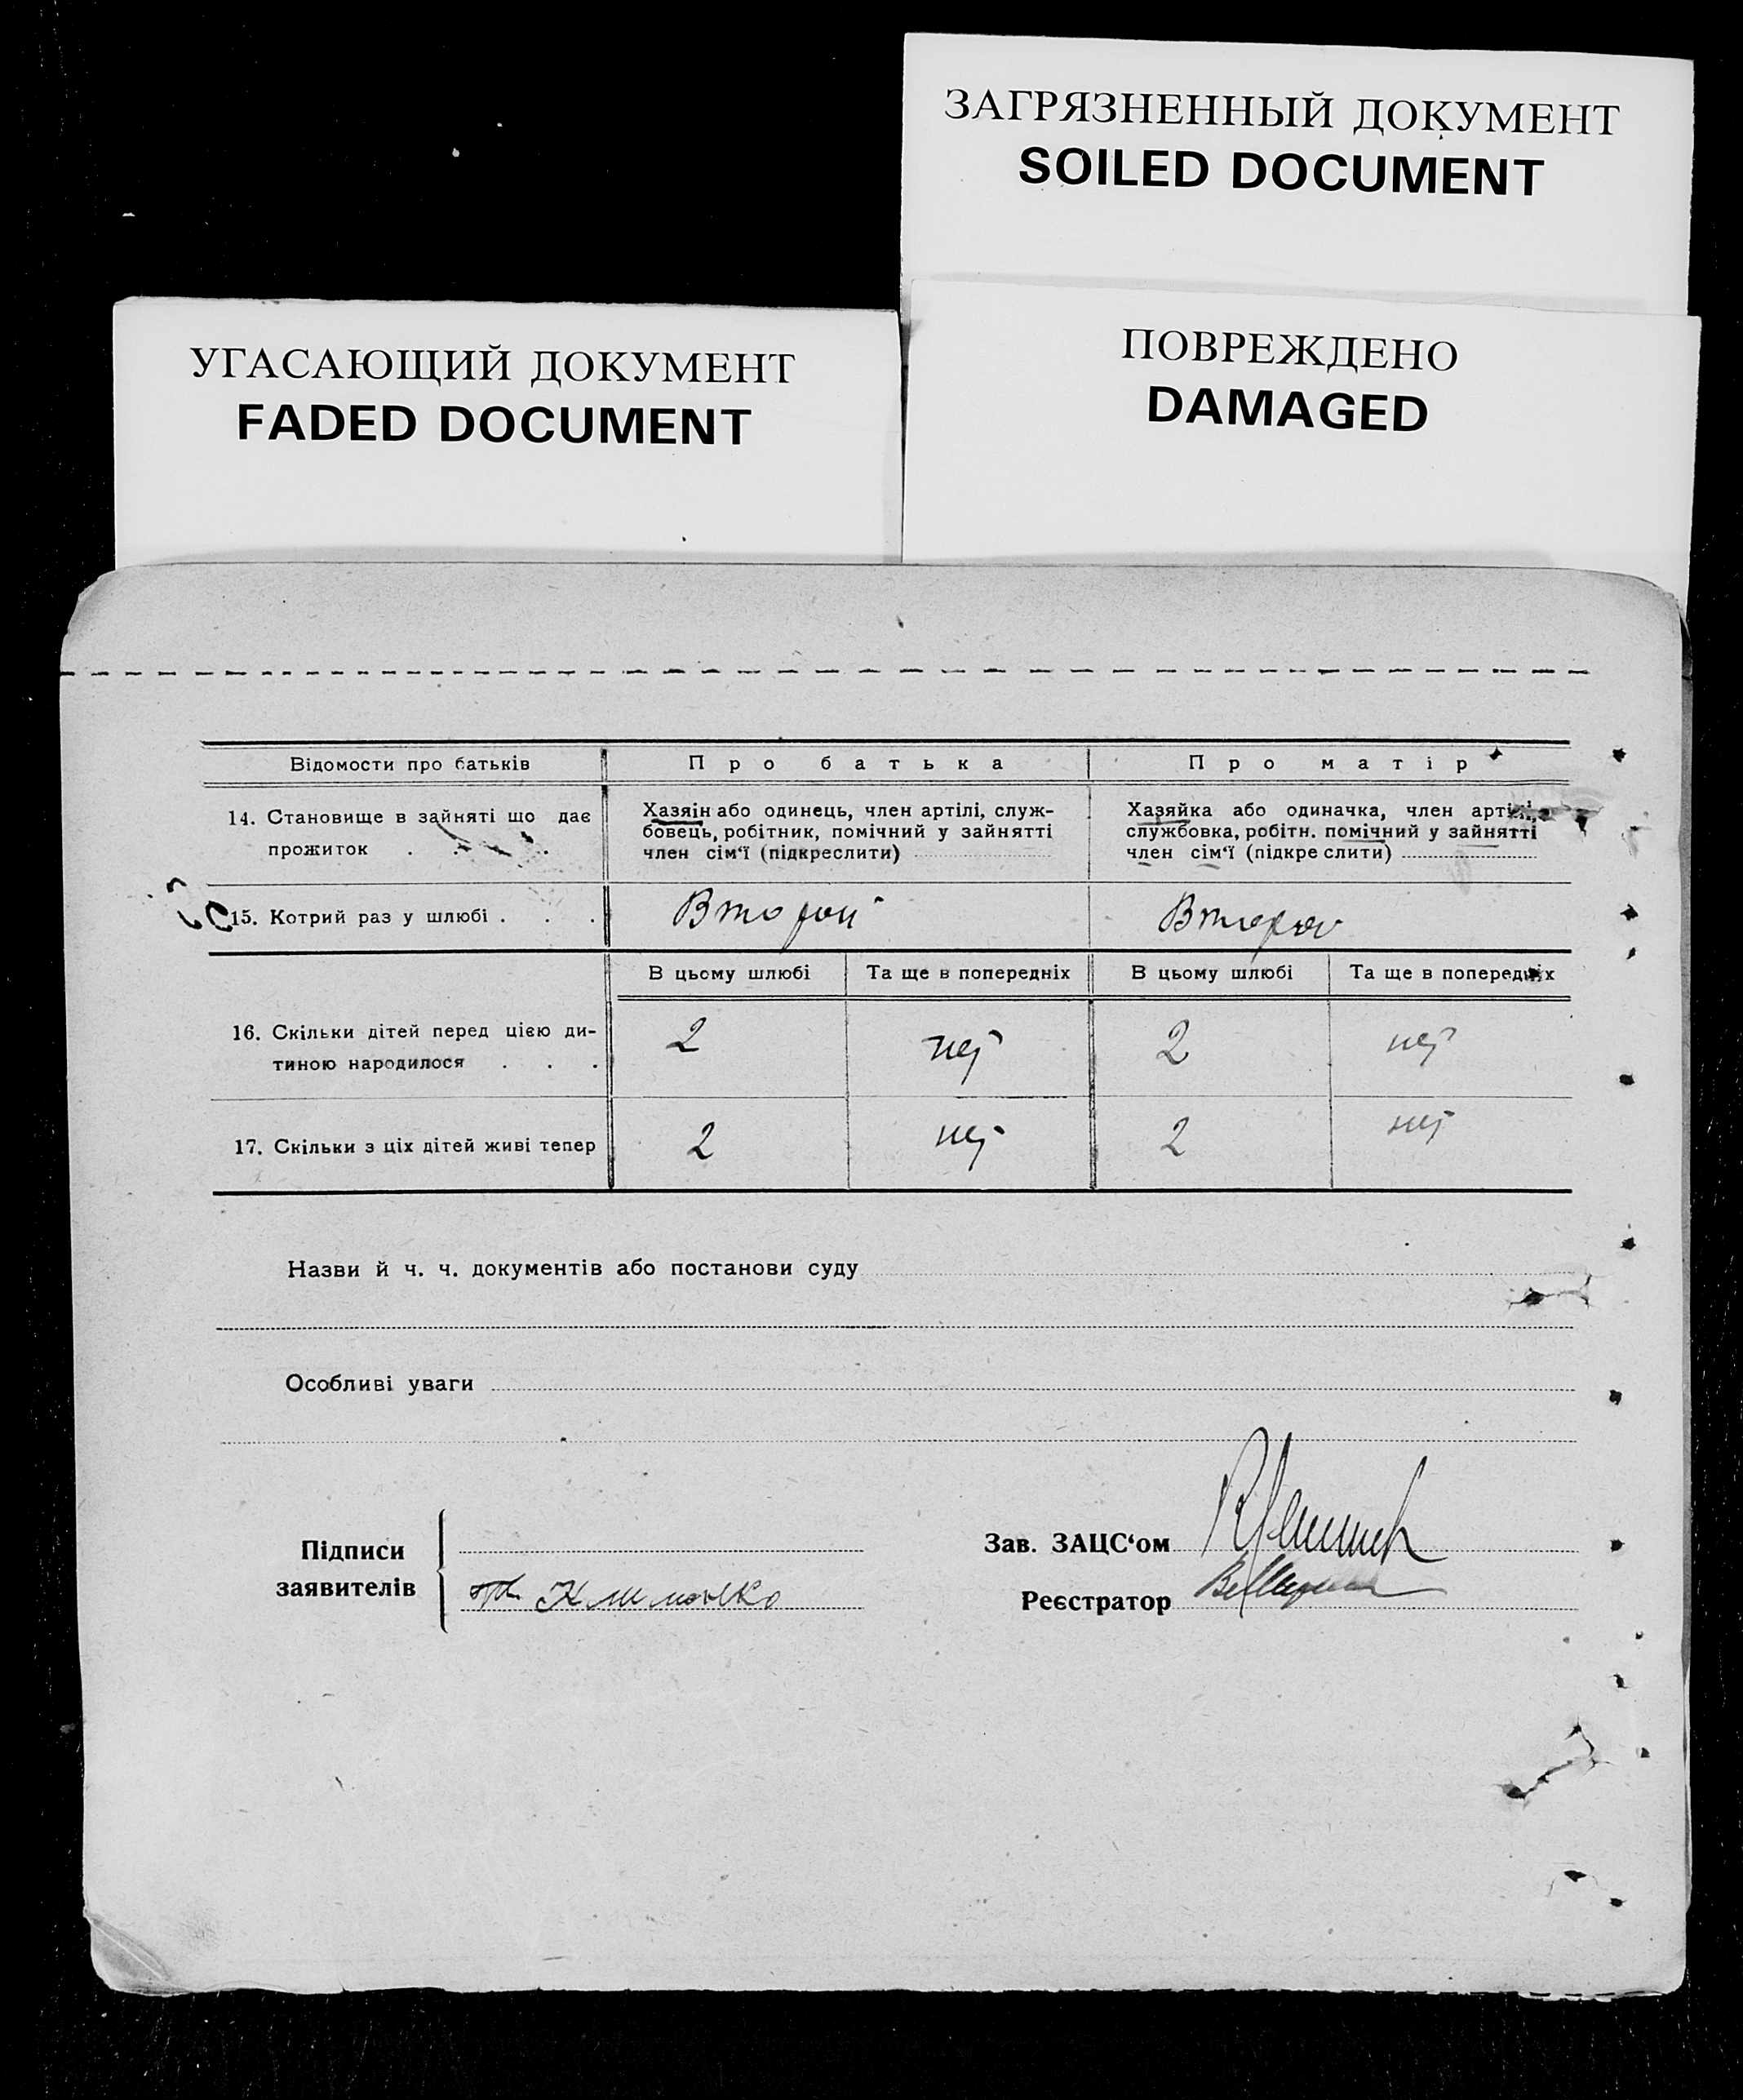 ЗАГРЯЗНЕННЫЙ ДОКУМЕНТ
SOILED DOCUMENT
УГАСАЮЩИЙ ДОКУМЕНТ
FADED DOCUMENT
ПОВРЕЖДЕНО
DAMAGED
Відомости про батьків Про батька Про матір
14. Становище в зайняті що дає
прожиток . . . .
Хазяін або одинець, член артілі, служ-
бовець, робітник, помічний у зайнятті
член сім‘ї (підкреслити)
Хазяйка або одиначка, член артілі,
службовка, робітн. помічний у зайнятті
член сім‘ї (підкреслити)
15. Котрий раз у шлюбі . . . Второй Второй
В цьому шлюбі Та ще в попередніх В цьому шлюбі Та ще в попередніх
16. Скільки дітей перед цією ди-
тиною народилося . . .
2 нет 2 нет
17. Скільки з ціх дітей живі тепер 2 нет 2 нет
Назви й ч. ч. документів або постанови суду
Особливі уваги
Підписи
заявителів
Зав. ЗАЦС‘ом
Реєстратор